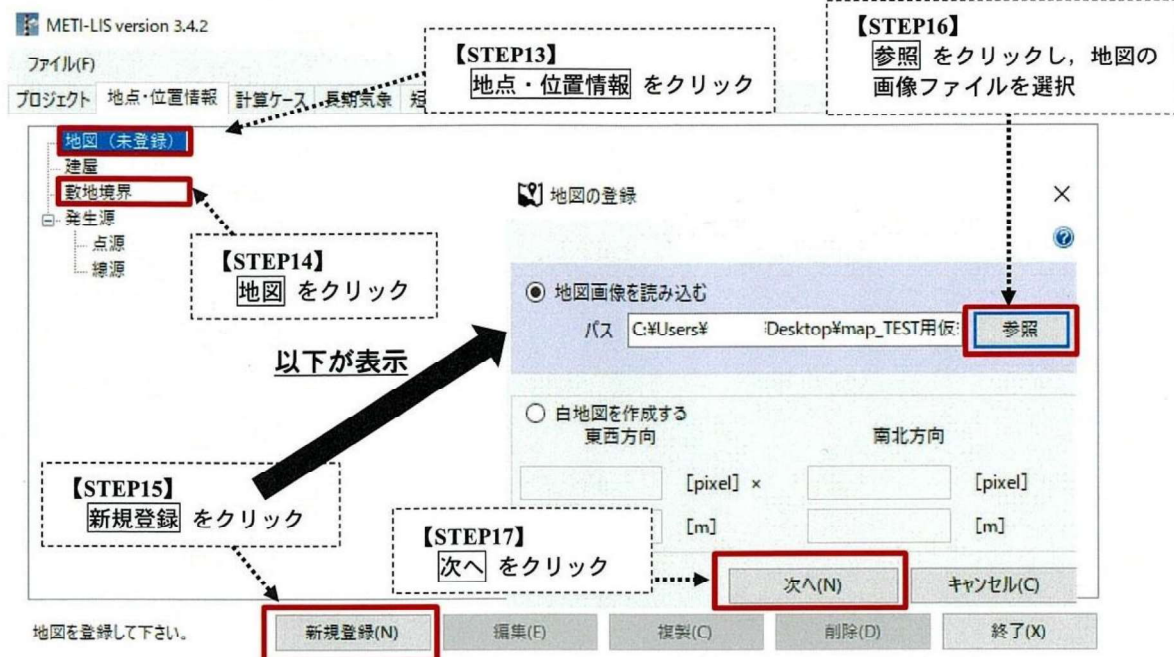 METI-LIS version 3.4.2
ファイル(F)
プロジェクト 地点・位置情報 計算ケース 長期気象 短
【STEP13】
地点・位置情報 をクリック
【STEP16】
参照 をクリックし，地図の
画像ファイルを選択
地図（未登録）
建屋
敷地境界
発生源
点源
線源
【STEP14】
地図 をクリック
以下が表示
地図の登録
地図画像を読み込む
パス C:¥Users¥ Desktop¥map_TEST用仮 参照
白地図を作成する
東西方向 南北方向
[pixel] × [pixel]
[m] [m]
【STEP15】
新規登録 をクリック
【STEP17】
次へ をクリック
次へ(N) キャンセル(C)
地図を登録して下さい。 新規登録(N) 編集(E) 複製(C) 削除(D) 終了(X)